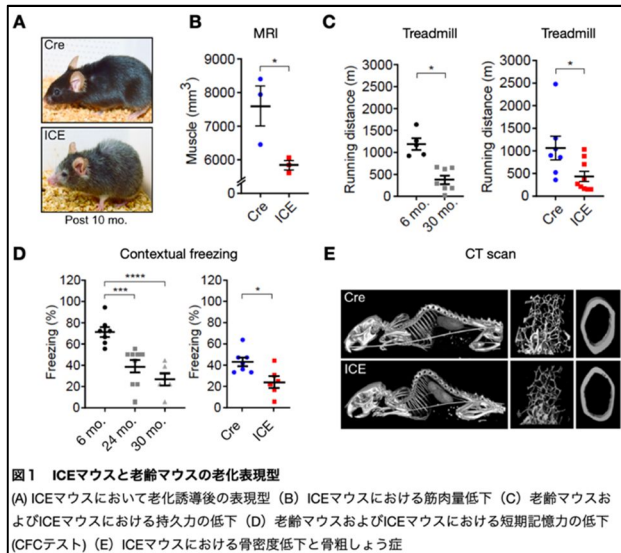 A
Cre
ICE
Post 10 mo.
B
MRI
*
Muscle (mm³)
9000
8000
7000
6000
0
Cre
ICE
C
Treadmill
*
Running distance (m)
3000
2500
2000
1500
1000
500
0
6 mo.
30 mo.
Treadmill
*
Running distance (m)
3000
2500
2000
1500
1000
500
0
Cre
ICE
D
Contextual freezing
****
***
Freezing (%)
120
100
80
60
40
20
0
6 mo.
24 mo.
30 mo.
*
Freezing (%)
120
100
80
60
40
20
0
Cre
ICE
E
CT scan
Cre
ICE
図1 ICEマウスと老齢マウスの老化表現型
(A) ICEマウスにおいて老化誘導後の表現型（B）ICEマウスにおける筋肉量低下（C）老齢マウスお
よびICEマウスにおける持久力の低下（D）老齢マウスおよびICEマウスにおける短期記憶力の低下
(CFCテスト)（E）ICEマウスにおける骨密度低下と骨粗しょう症